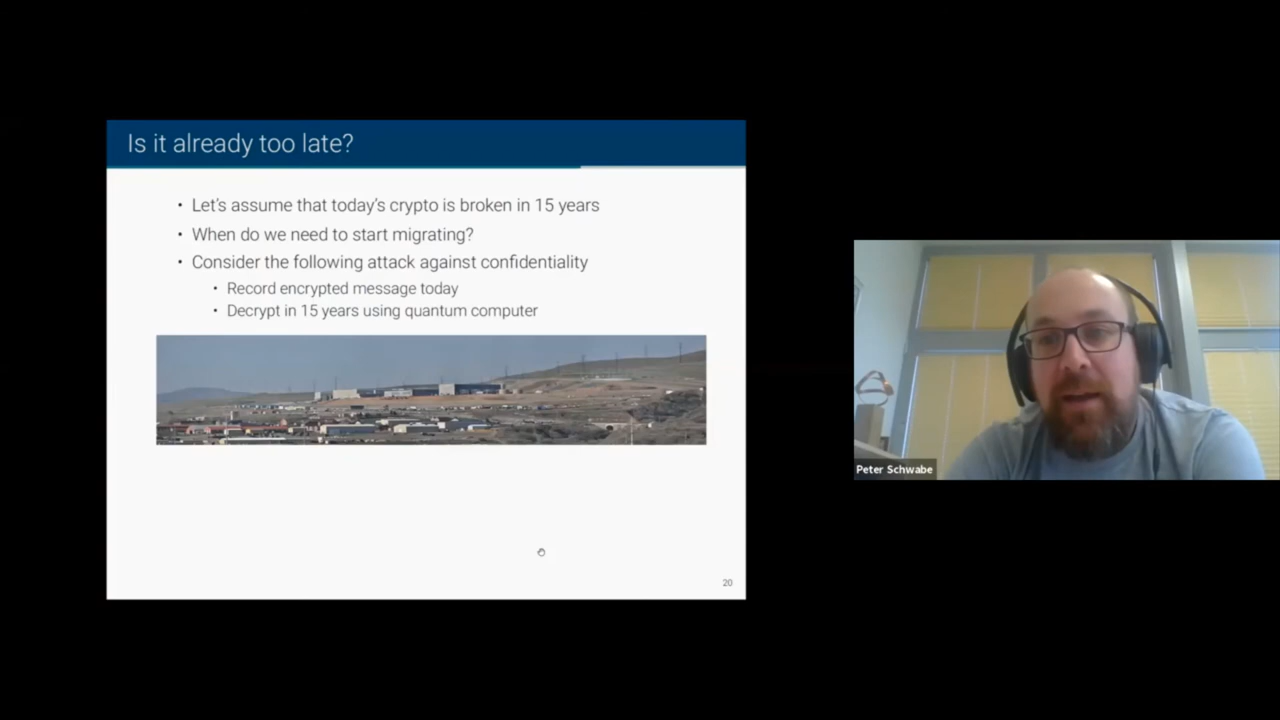 Is it already too late?
• Let's assume that today's crypto is broken in 15 years
• When do we need to start migrating?
• Consider the following attack against confidentiality
• Record encrypted message today
• Decrypt in 15 years using quantum computer
20
Peter Schwabe